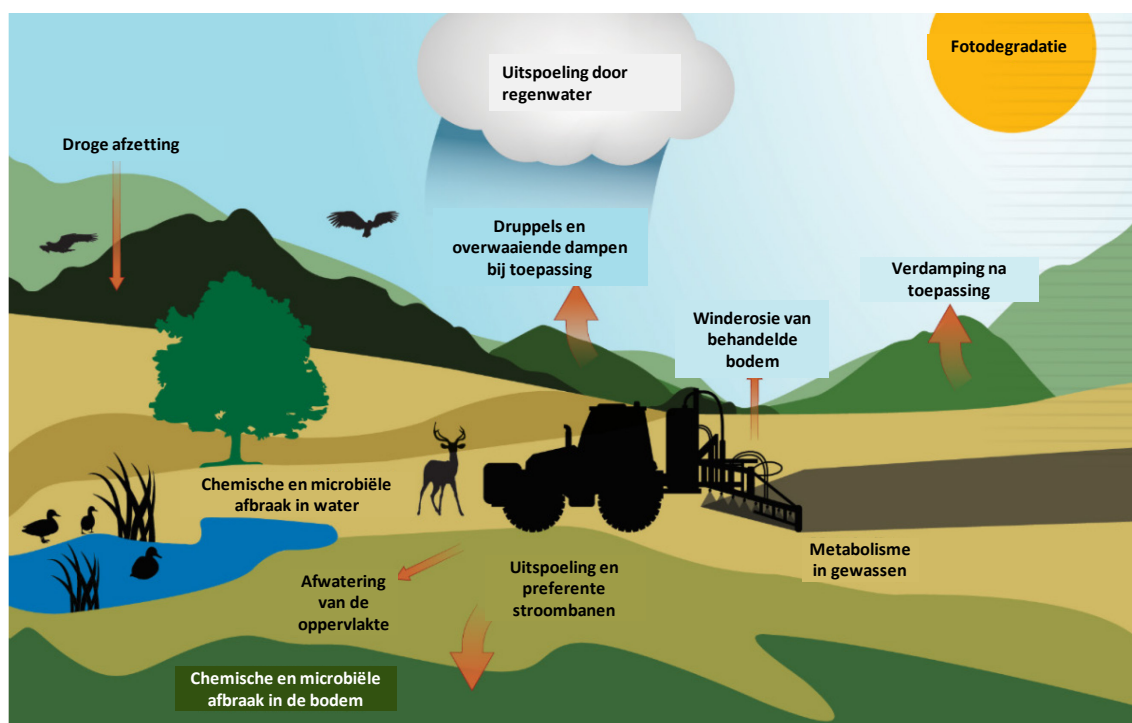 Fotodegradatie
Uitspoeling door
regenwater
Droge afzetting
Druppels en
overwaaiende dampen
bij toepassing
Verdamping na
toepassing
Winderosie van
behandelde
bodem
Chemische en microbiële
afbraak in water
Metabolisme
in gewassen
Afwatering
van de
oppervlakte
Uitspoeling en
preferente
stroombanen
Chemische en microbiële
afbraak in de bodem